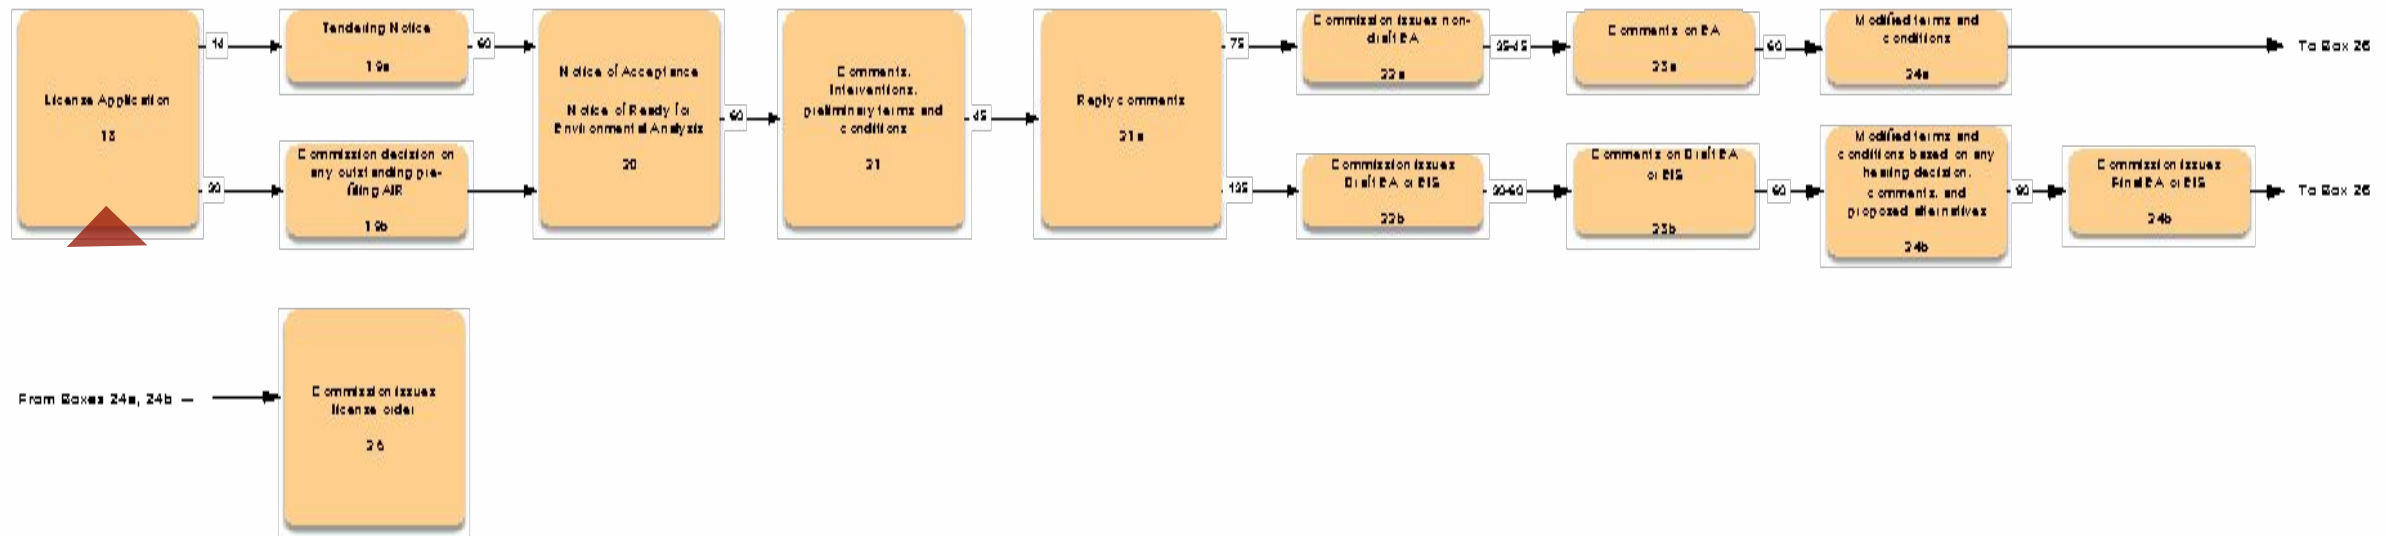 License Application
18
14
30
Tendering Notice
19a
60
Commission decision on
any outstanding pre-
filing AIR
19b
Notice of Acceptance
Notice of Ready for
Environmental Analysis
20
60
Comments,
Interventions,
preliminary terms and
conditions
21
45
Reply comments
21a
75
135
Commission issues non-
draft EA
22a
Comments on EA
23a
60
Modified terms and
conditions
24a
To Box 26
Commission issues
Draft EA or EIS
22b
30-60
Comments on Draft EA
or EIS
23b
60
Modified terms and
conditions based on any
hearing decision,
comments, and
proposed alternatives
24b
90
Commission issues
Final EA or EIS
24b
To Box 26
From Boxes 24a, 24b —
Commission issues
license order
26